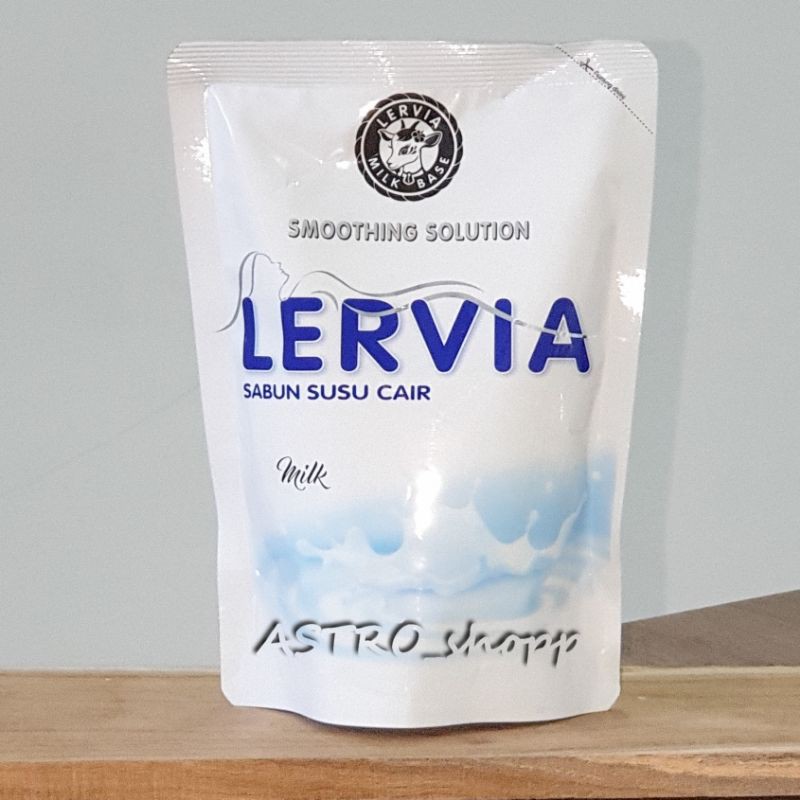 LERVIA
MILK BASE
SMOOTHING SOLUTION
LERVIA
SABUN SUSU CAIR
Milk
ASTRO_shopp